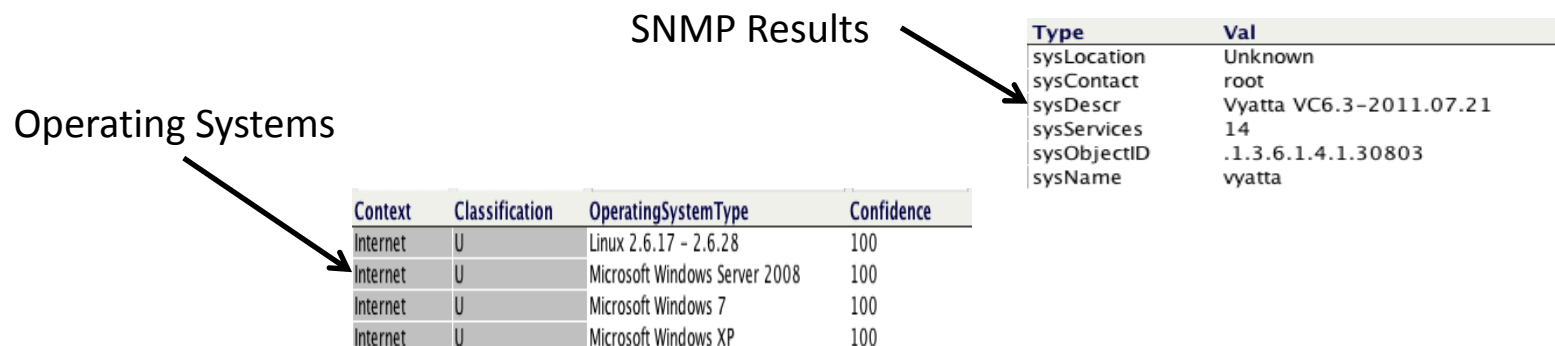 SNMP Results
Type Val
sysLocation Unknown
sysContact root
sysDescr Vyatta VC6.3-2011.07.21
sysServices 14
sysObjectID .1.3.6.1.4.1.30803
sysName vyatta
Operating Systems
Context Classification OperatingSystemType Confidence
Internet U Linux 2.6.17 - 2.6.28 100
Internet U Microsoft Windows Server 2008 100
Internet U Microsoft Windows 7 100
Internet U Microsoft Windows XP 100